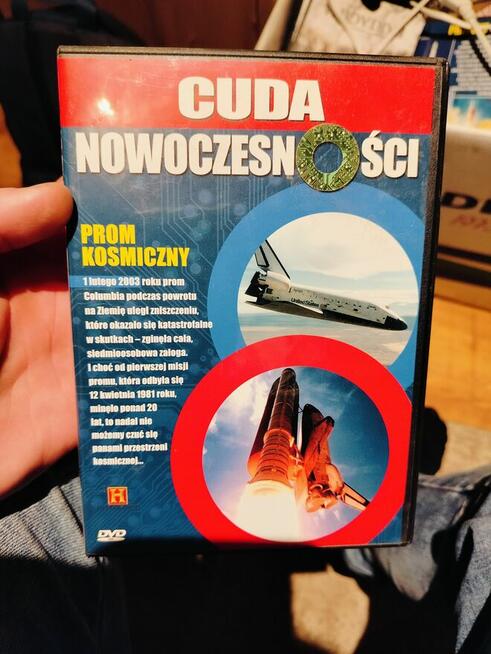 CUDA
NOWOCZESNOŚCI
PROM
KOSMICZNY
1 lutego 2003 roku prom
Columbia podczas powrotu
na Ziemię uległ zniszczeniu,
które okazało się katastrofalne
w skutkach – zginęła cała,
siedmioosobowa załoga.
I choć od pierwszej misji
promu, która odbyła się
12 kwietnia 1981 roku,
minęło ponad 20
lat, to nadal nie
możemy czuć się
panami przestrzeni
kosmicznej...
United States
H
DVD